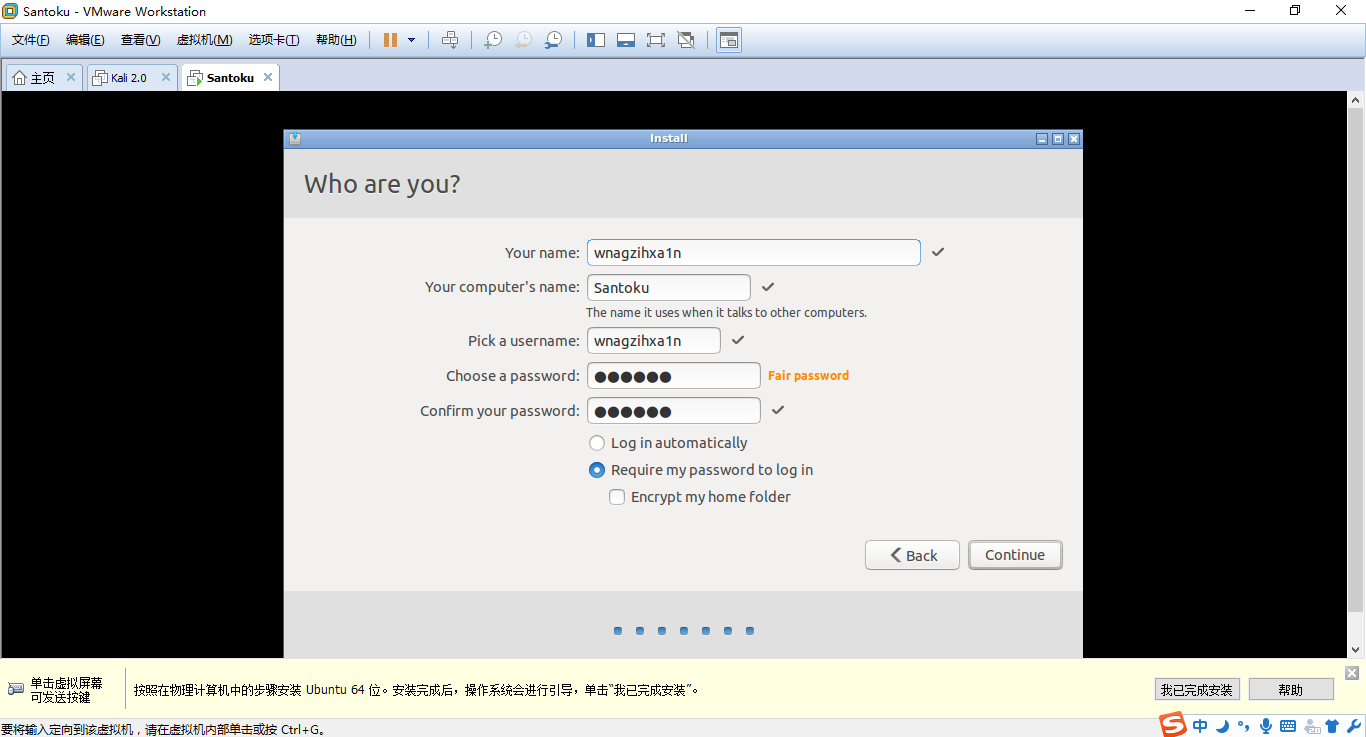 Santoku - VMware Workstation
文件(F) 编辑(E) 查看(V) 虚拟机(M) 选项卡(T) 帮助(H)
主页 Kali 2.0 Santoku
Install
Who are you?
Your name: wnagzihxa1n
Your computer's name: Santoku
The name it uses when it talks to other computers.
Pick a username: wnagzihxa1n
Choose a password: ●●●●●● Fair password
Confirm your password: ●●●●●●
Log in automatically
Require my password to log in
Encrypt my home folder
Back Continue
单击虚拟屏幕
可发送按键
按照在物理计算机中的步骤安装 Ubuntu 64 位。安装完成后，操作系统会进行引导，单击“我已完成安装”。
我已完成安装 帮助
要将输入定向到该虚拟机，请在虚拟机内部单击或按 Ctrl+G。
S 中